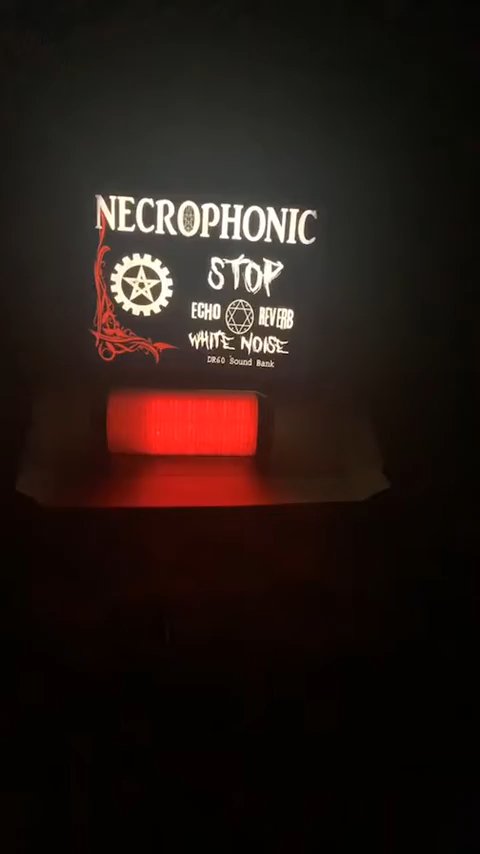 NECROPHONIC
STOP
ECHO REVERB
WHITE NOISE
DR60 Sound Bank